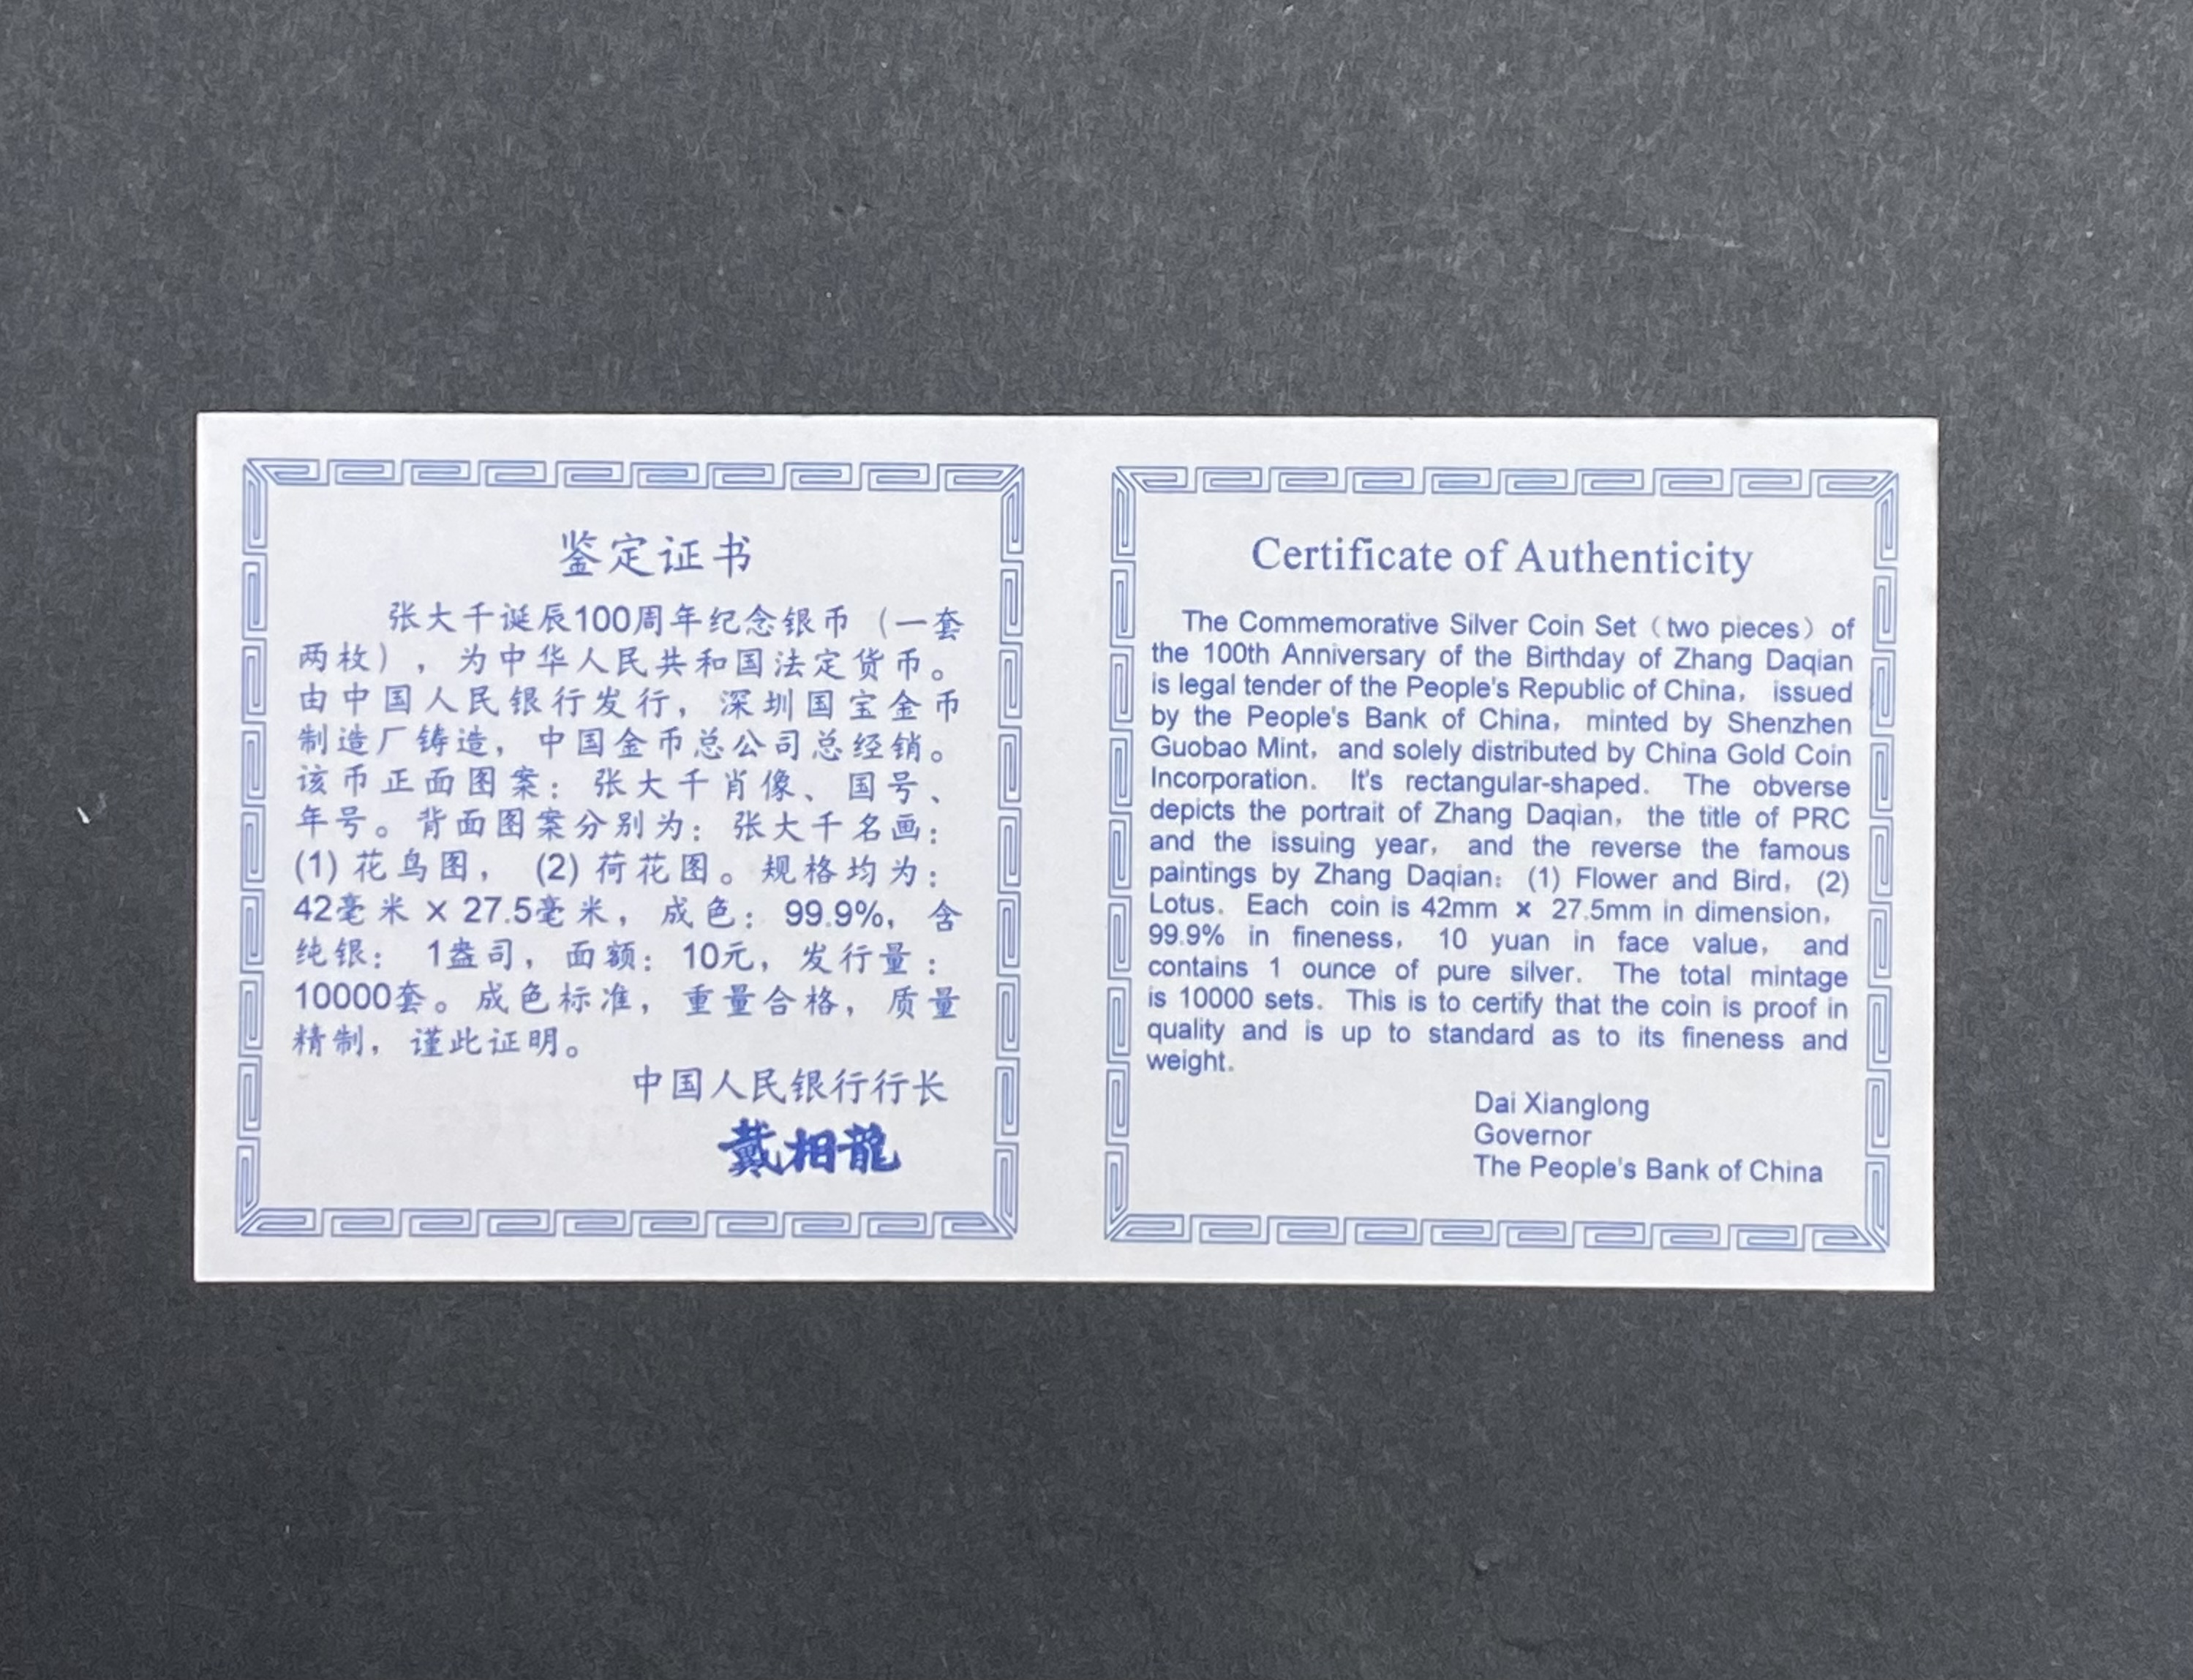 鉴定证书
张大千诞辰100周年纪念银币（一套
两枚），为中华人民共和国法定货币。
由中国人民银行发行，深圳国宝金币
制造厂铸造，中国金币总公司总经销。
该币正面图案：张大千肖像、国号、
年号。背面图案分别为：张大千名画：
(1) 花鸟图， (2) 荷花图。规格均为：
42毫米 × 27.5毫米，成色：99.9%，含
纯银： 1盎司，面额：10元，发行量：
10000套。成色标准，重量合格，质量
精制，谨此证明。
中国人民银行行长
戴相龍
Certificate of Authenticity
The Commemorative Silver Coin Set（two pieces）of
the 100th Anniversary of the Birthday of Zhang Daqian
is legal tender of the People's Republic of China， issued
by the People's Bank of China， minted by Shenzhen
Guobao Mint， and solely distributed by China Gold Coin
Incorporation. It's rectangular-shaped. The obverse
depicts the portrait of Zhang Daqian， the title of PRC
and the issuing year， and the reverse the famous
paintings by Zhang Daqian： (1) Flower and Bird， (2)
Lotus. Each coin is 42mm × 27.5mm in dimension，
99.9% in fineness， 10 yuan in face value， and
contains 1 ounce of pure silver. The total mintage
is 10000 sets. This is to certify that the coin is proof in
quality and is up to standard as to its fineness and
weight.
Dai Xianglong
Governor
The People's Bank of China